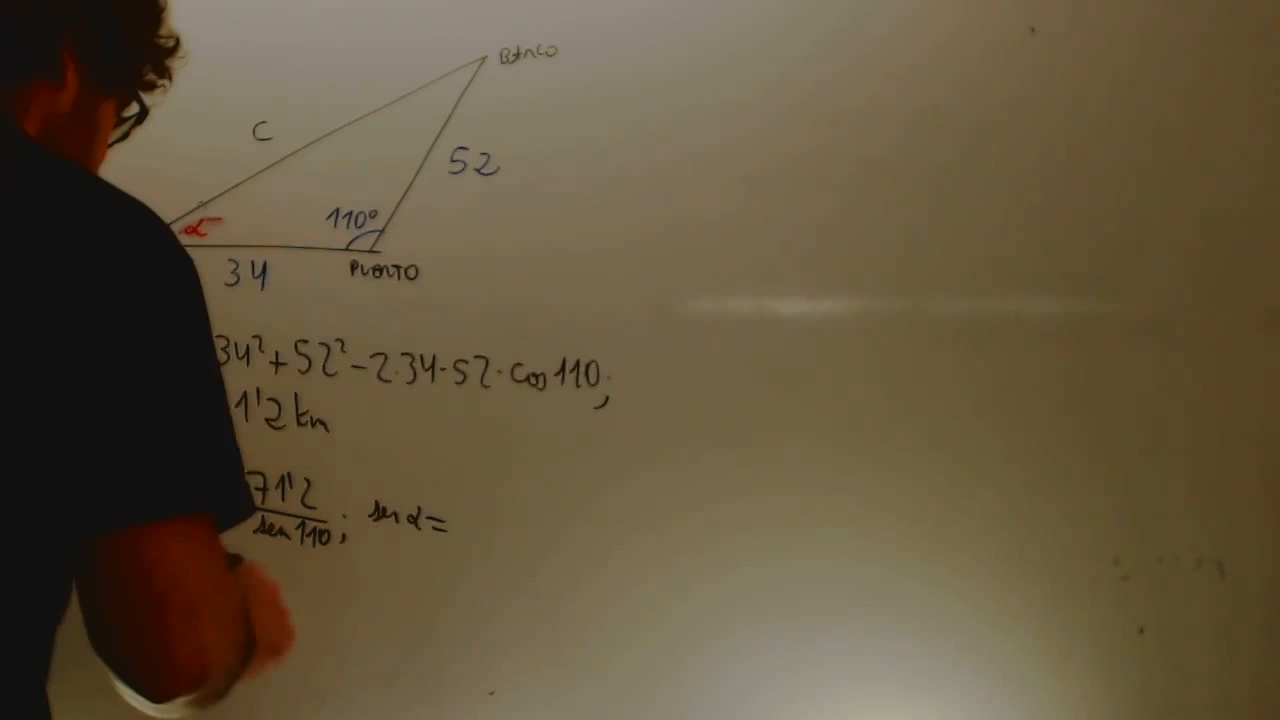 BARCO
C
52
110°
α
34
PUERTO
34²+52²-2·34·52·cos 110;
1'2 km
71'2
sen 110; sen α =